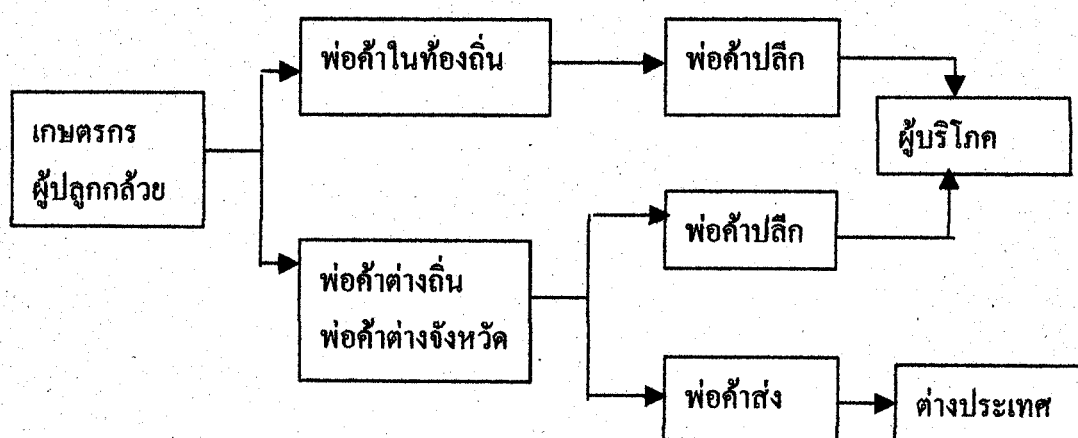 พ่อค้าในท้องถิ่น
พ่อค้าปลีก
เกษตรกร
ผู้ปลูกกล้วย
ผู้บริโภค
พ่อค้าปลีก
พ่อค้าต่างถิ่น
พ่อค้าต่างจังหวัด
พ่อค้าส่ง
ต่างประเทศ